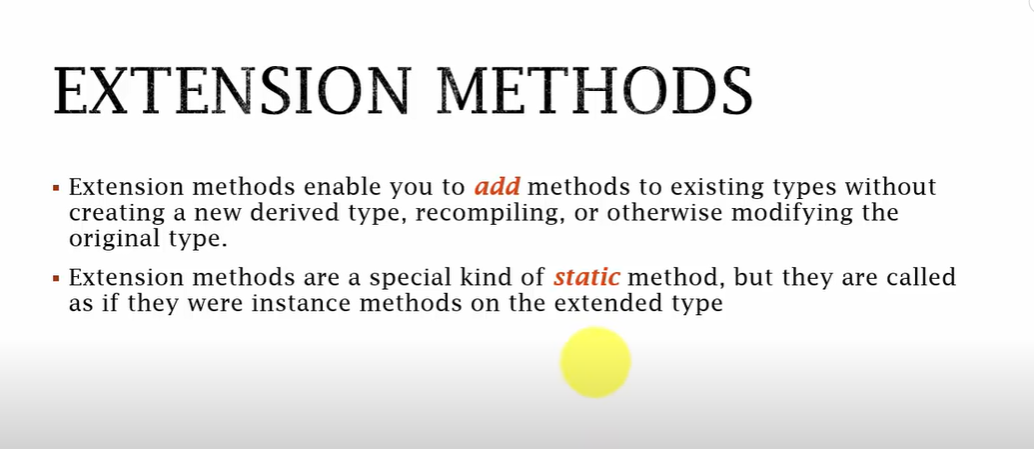 EXTENSION METHODS
▪ Extension methods enable you to add methods to existing types without
creating a new derived type, recompiling, or otherwise modifying the
original type.
▪ Extension methods are a special kind of static method, but they are called
as if they were instance methods on the extended type